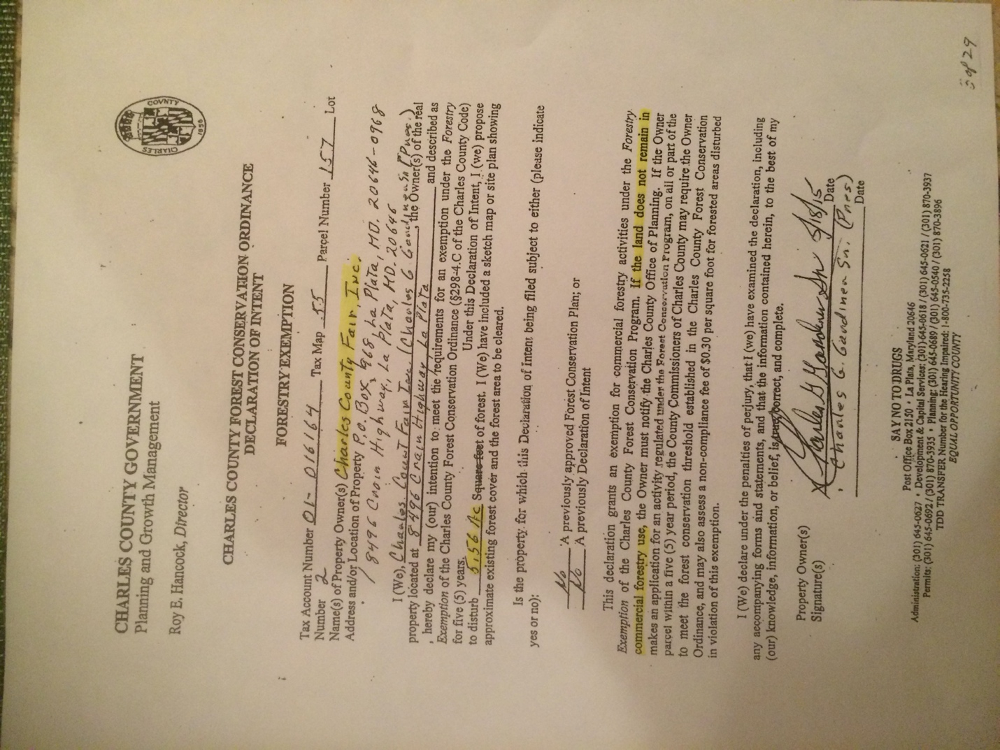 CHARLES COUNTY GOVERNMENT
Planning and Growth Management
Roy E. Hancock, Director
CHARLES COUNTY
1658
CHARLES COUNTY FOREST CONSERVATION ORDINANCE
DECLARATION OF INTENT
FORESTRY EXEMPTION
Tax Account Number 01-016164 Tax Map 55 Parcel Number 157 Lot
Number 2
Name(s) of Property Owner(s) Charles County Fair, Inc.
Address and/or Location of Property P.O. Box 968, La Plata, MD. 20646-0968
/ 8496 Crain Highway, La Plata, MD. 20646
I (We), Charles Count Fair Inc. (Charles G Gardiner Sn (Pres.), the Owner(s) of the real
property located at 8496 Crain Highway La Plata and described as
, hereby declare my (our) intention to meet the requirements for an exemption under the Forestry
Exemption of the Charles County Forest Conservation Ordinance (§298-4.C of the Charles County Code)
for five (5) years. Under this Declaration of Intent, I (we) propose
to disturb 6.56 Ac Square feet of forest. I (We) have included a sketch map or site plan showing
approximate existing forest cover and the forest area to be cleared.
Is the property for which this Declaration of Intent being filed subject to either (please indicate
yes or no):
No A previously approved Forest Conservation Plan; or
No A previously Declaration of Intent
This declaration grants an exemption for commercial forestry activities under the Forestry
Exemption of the Charles County Forest Conservation Program. If the land does not remain in
commercial forestry use, the Owner must notify the Charles County Office of Planning. If the Owner
makes an application for an activity regulated under the Forest Conservation Program, on all or part of the
parcel within a five (5) year period, the County Commissioners of Charles County may require the Owner
to meet the forest conservation threshold established in the Charles County Forest Conservation
Ordinance, and may also assess a non-compliance fee of $0.30 per square foot for forested areas disturbed
in violation of this exemption.
I (We) declare under the penalties of perjury, that I (we) have examined the declaration, including
any accompanying forms and statements, and that the information contained herein, to the best of my
(our) knowledge, information, or belief, is true, correct, and complete.
Property Owner(s)
Signature(s)
Charles G Gardiner Sn 5/18/15
Date
Charles G. Gardiner Sn. (Pres)
Date
SAY NO TO DRUGS
Post Office Box 2150 • La Plata, Maryland 20646
Administration: (301) 645-0627 • Development & Capital Services: (301) 645-0618 / (301) 645-0621 / (301) 870-3937
Permits: (301) 645-0692 / (301) 870-3935 • Planning: (301) 645-0689 / (301) 645-0540 / (301) 870-3896
TDD TRANSFER Number for the Hearing Impaired: 1-800-735-2258
EQUAL OPPORTUNITY COUNTY
of 29